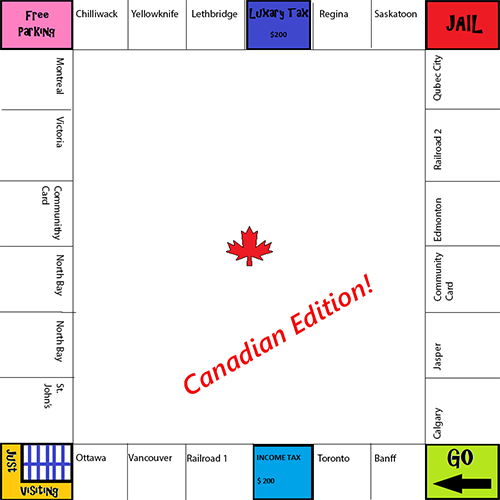 Free
Parking
Chilliwack
Yellowknife
Lethbridge
Luxary Tax
$200
Regina
Saskatoon
JAIL
Montreal
Victoria
Communithy
Card
North Bay
North Bay
St.
John's
Qubec City
Railroad 2
Edmonton
Community
Card
Jasper
Calgary
Canadian Edition!
Just
Visiting
Ottawa
Vancouver
Railroad 1
INCOME TAX
$ 200
Toronto
Banff
GO